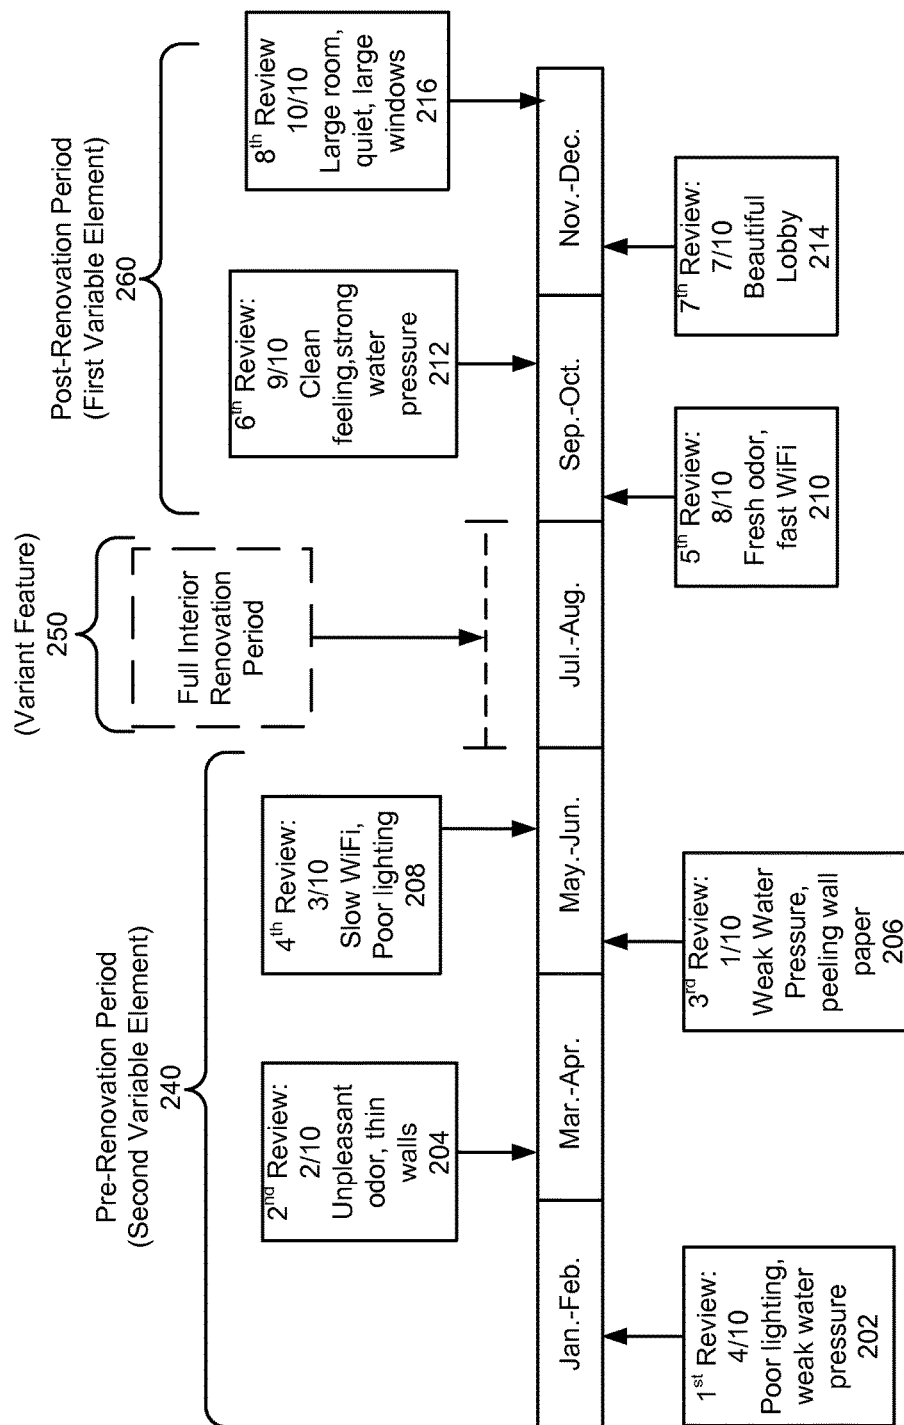 Pre-Renovation Period
(Second Variable Element)
240
(Variant Feature)
250
Post-Renovation Period
(First Variable Element)
260
Full Interior
Renovation
Period
2nd Review:
2/10
Unpleasant
odor, thin
walls
204
4th Review:
3/10
Slow WiFi,
Poor lighting
208
6th Review:
9/10
Clean
feeling,strong
water
pressure
212
8th Review
10/10
Large room,
quiet, large
windows
216
Jan.-Feb.
Mar.-Apr.
May.-Jun.
Jul.-Aug.
Sep.-Oct.
Nov.-Dec.
1st Review:
4/10
Poor lighting,
weak water
pressure
202
3rd Review:
1/10
Weak Water
Pressure,
peeling wall
paper
206
5th Review:
8/10
Fresh odor,
fast WiFi
210
7th Review:
7/10
Beautiful
Lobby
214